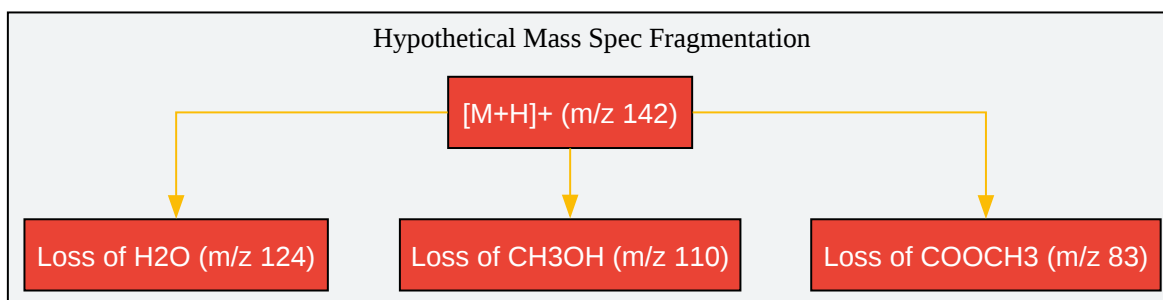 Hypothetical Mass Spec Fragmentation
[M+H]+ (m/z 142)
Loss of H2O (m/z 124)
Loss of CH3OH (m/z 110)
Loss of COOCH3 (m/z 83)